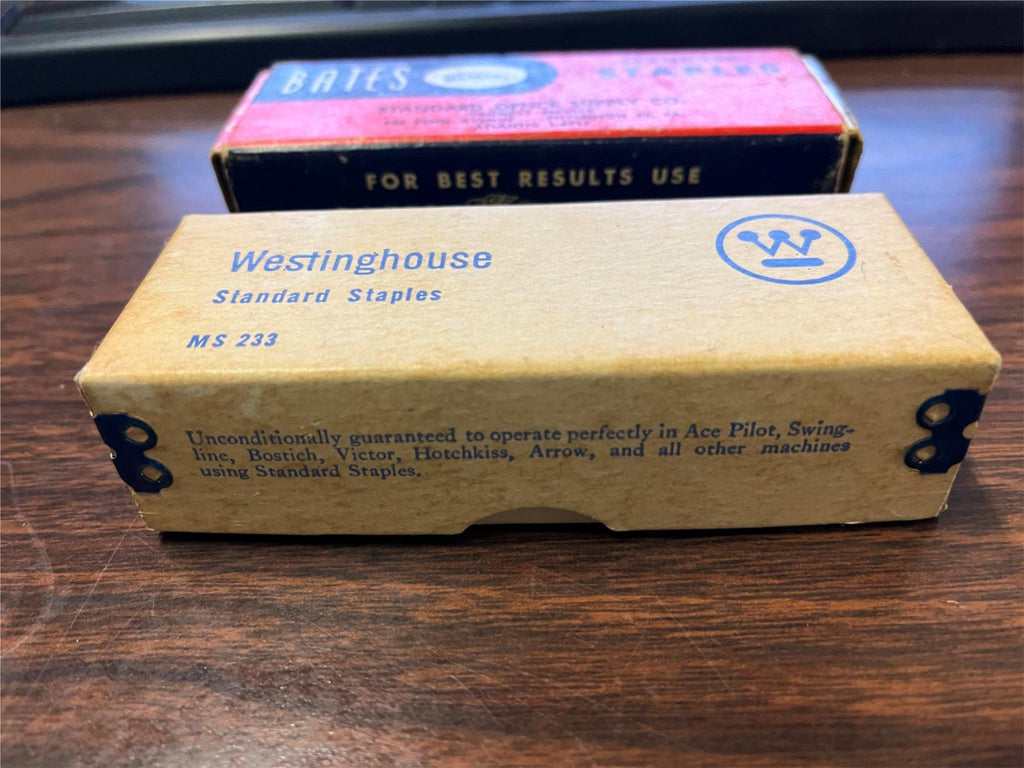 BATES
STAPLES
STANDARD OFFICE SUPPLY CO.
FOR BEST RESULTS USE
Westinghouse
W
Standard Staples
MS 233
Unconditionally guaranteed to operate perfectly in Ace Pilot, Swing-
line, Bostich, Victor, Hotchkiss, Arrow, and all other machines
using Standard Staples.